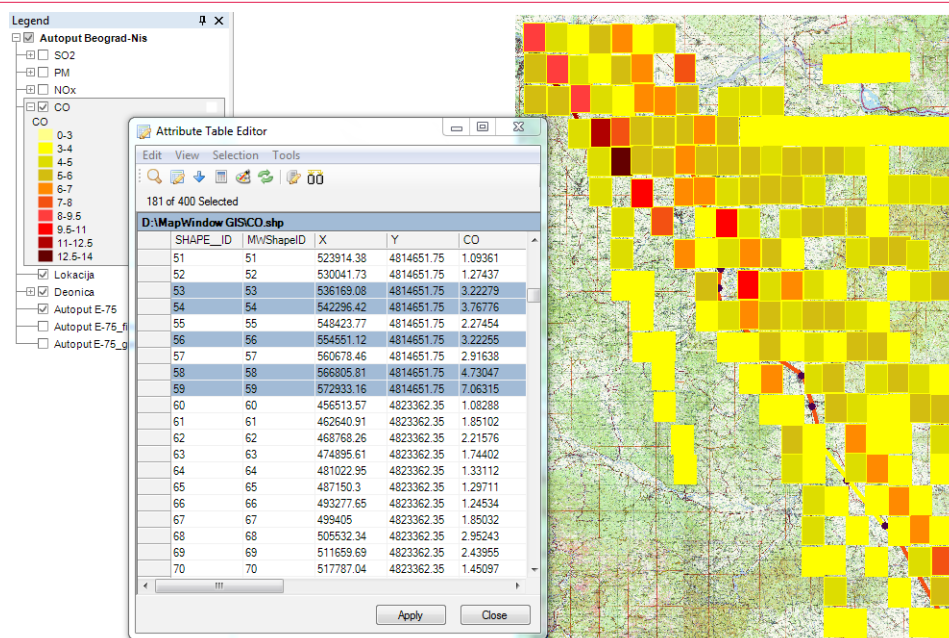 Legend
Autoput Beograd-Nis
SO2
PM
NOx
CO
CO
0-3
3-4
4-5
5-6
6-7
7-8
8-9.5
9.5-11
11-12.5
12.5-14
Lokacija
Deonica
Autoput E-75
Autoput E-75_fi
Autoput E-75_g
Attribute Table Editor
Edit View Selection Tools
181 of 400 Selected
D:\MapWindow GIS\CO.shp
SHAPE__ID MWShapeID X Y CO
51 51 523914.38 4814651.75 1.09361
52 52 530041.73 4814651.75 1.27437
53 53 536169.08 4814651.75 3.22279
54 54 542296.42 4814651.75 3.76776
55 55 548423.77 4814651.75 2.27454
56 56 554551.12 4814651.75 3.22255
57 57 560678.46 4814651.75 2.91638
58 58 566805.81 4814651.75 4.73047
59 59 572933.16 4814651.75 7.06315
60 60 456513.57 4823362.35 1.08288
61 61 462640.91 4823362.35 1.85102
62 62 468768.26 4823362.35 2.21576
63 63 474895.61 4823362.35 1.74402
64 64 481022.95 4823362.35 1.33112
65 65 487150.3 4823362.35 1.29711
66 66 493277.65 4823362.35 1.24534
67 67 499405 4823362.35 1.85032
68 68 505532.34 4823362.35 2.95243
69 69 511659.69 4823362.35 2.43955
70 70 517787.04 4823362.35 1.45097
Apply Close